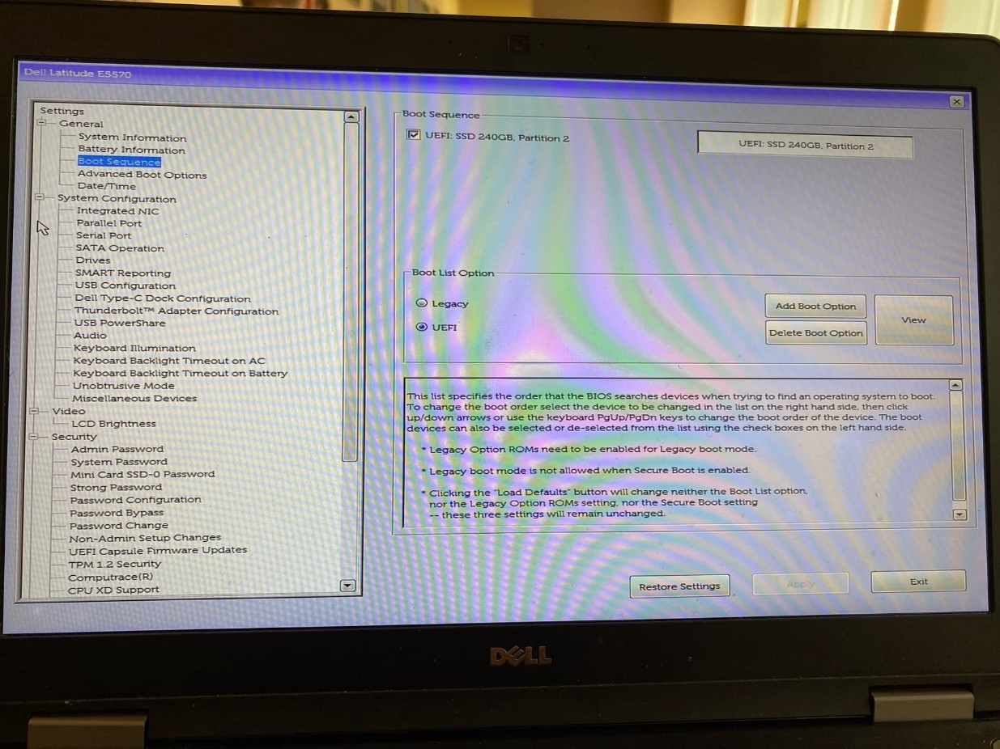 Dell Latitude E5570
Settings
General
System Information
Battery Information
Boot Sequence
Advanced Boot Options
Date/Time
System Configuration
Integrated NIC
Parallel Port
Serial Port
SATA Operation
Drives
SMART Reporting
USB Configuration
Dell Type-C Dock Configuration
Thunderbolt™ Adapter Configuration
USB PowerShare
Audio
Keyboard Illumination
Keyboard Backlight Timeout on AC
Keyboard Backlight Timeout on Battery
Unobtrusive Mode
Miscellaneous Devices
Video
LCD Brightness
Security
Admin Password
System Password
Mini Card SSD-0 Password
Strong Password
Password Configuration
Password Bypass
Password Change
Non-Admin Setup Changes
UEFI Capsule Firmware Updates
TPM 1.2 Security
Computrace(R)
CPU XD Support
Boot Sequence
UEFI: SSD 240GB, Partition 2
UEFI: SSD 240GB, Partition 2
Boot List Option
Legacy
UEFI
Add Boot Option
Delete Boot Option
View
This list specifies the order that the BIOS searches devices when trying to find an operating system to boot.
To change the boot order select the device to be changed in the list on the right hand side, then click
up/down arrows or use the keyboard PgUp/PgDn keys to change the boot order of the device. The boot
devices can also be selected or de-selected from the list using the check boxes on the left hand side.
* Legacy Option ROMs need to be enabled for Legacy boot mode.
* Legacy boot mode is not allowed when Secure Boot is enabled.
* Clicking the "Load Defaults" button will change neither the Boot List option,
nor the Legacy Option ROMs setting, nor the Secure Boot setting
-- these three settings will remain unchanged.
Restore Settings
Apply
Exit
DELL